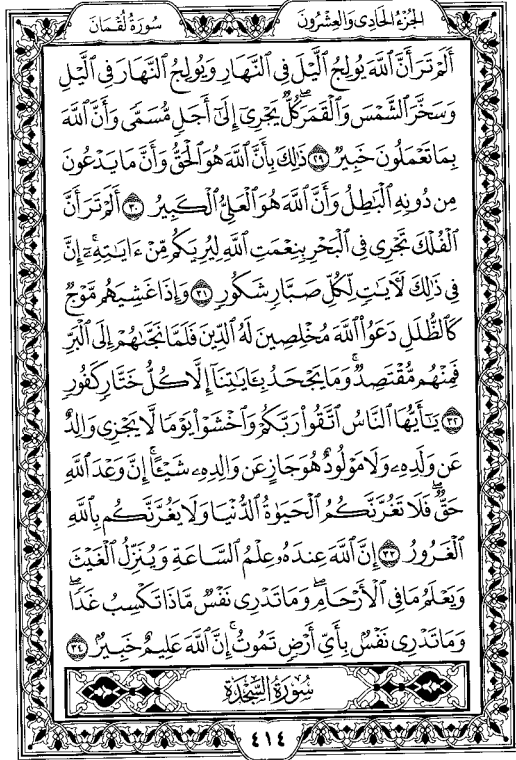 سُورَةُ لُقْمَانَ
الجُزْءُ الحَادِى وَالعِشْرُونَ
أَلَمْ تَرَ أَنَّ ٱللَّهَ يُولِجُ ٱلَّيْلَ فِى ٱلنَّهَارِ وَيُولِجُ ٱلنَّهَارَ فِى ٱلَّيْلِ
وَسَخَّرَ ٱلشَّمْسَ وَٱلْقَمَرَ كُلٌّ يَجْرِىٓ إِلَىٰٓ أَجَلٍ مُّسَمًّى وَأَنَّ ٱللَّهَ
بِمَا تَعْمَلُونَ خَبِيرٌ ٢٩ ذَٰلِكَ بِأَنَّ ٱللَّهَ هُوَ ٱلْحَقُّ وَأَنَّ مَا يَدْعُونَ
مِن دُونِهِ ٱلْبَٰطِلُ وَأَنَّ ٱللَّهَ هُوَ ٱلْعَلِىُّ ٱلْكَبِيرُ ٣٠ أَلَمْ تَرَ أَنَّ
ٱلْفُلْكَ تَجْرِى فِى ٱلْبَحْرِ بِنِعْمَتِ ٱللَّهِ لِيُرِيَكُم مِّنْ ءَايَٰتِهِۦٓ ۚ إِنَّ
فِى ذَٰلِكَ لَءَايَٰتٍ لِّكُلِّ صَبَّارٍ شَكُورٍ ٣١ وَإِذَا غَشِيَهُم مَّوْجٌ
كَٱلظُّلَلِ دَعَوُا۟ ٱللَّهَ مُخْلِصِينَ لَهُ ٱلدِّينَ فَلَمَّا نَجَّىٰهُمْ إِلَى ٱلْبَرِّ
فَمِنْهُم مُّقْتَصِدٌ ۚ وَمَا يَجْحَدُ بِـَٔايَٰتِنَآ إِلَّا كُلُّ خَتَّارٍ كَفُورٍ
٣٢ يَٰٓأَيُّهَا ٱلنَّاسُ ٱتَّقُوا۟ رَبَّكُمْ وَٱخْشَوْا۟ يَوْمًا لَّا يَجْزِى وَالِدٌ
عَن وَلَدِهِۦ وَلَا مَوْلُودٌ هُوَ جَازٍ عَن وَالِدِهِۦ شَيْـًٔا ۚ إِنَّ وَعْدَ ٱللَّهِ
حَقٌّ ۖ فَلَا تَغُرَّنَّكُمُ ٱلْحَيَوٰةُ ٱلدُّنْيَا وَلَا يَغُرَّنَّكُم بِٱللَّهِ
ٱلْغَرُورُ ٣٣ إِنَّ ٱللَّهَ عِندَهُۥ عِلْمُ ٱلسَّاعَةِ وَيُنَزِّلُ ٱلْغَيْثَ
وَيَعْلَمُ مَا فِى ٱلْأَرْحَامِ ۖ وَمَا تَدْرِى نَفْسٌ مَّاذَا تَكْسِبُ غَدًا ۖ
وَمَا تَدْرِى نَفْسٌۢ بِأَىِّ أَرْضٍ تَمُوتُ ۚ إِنَّ ٱللَّهَ عَلِيمٌ خَبِيرٌۢ ٣٤
سُورَةُ السَّجْدَةِ
٤١٤